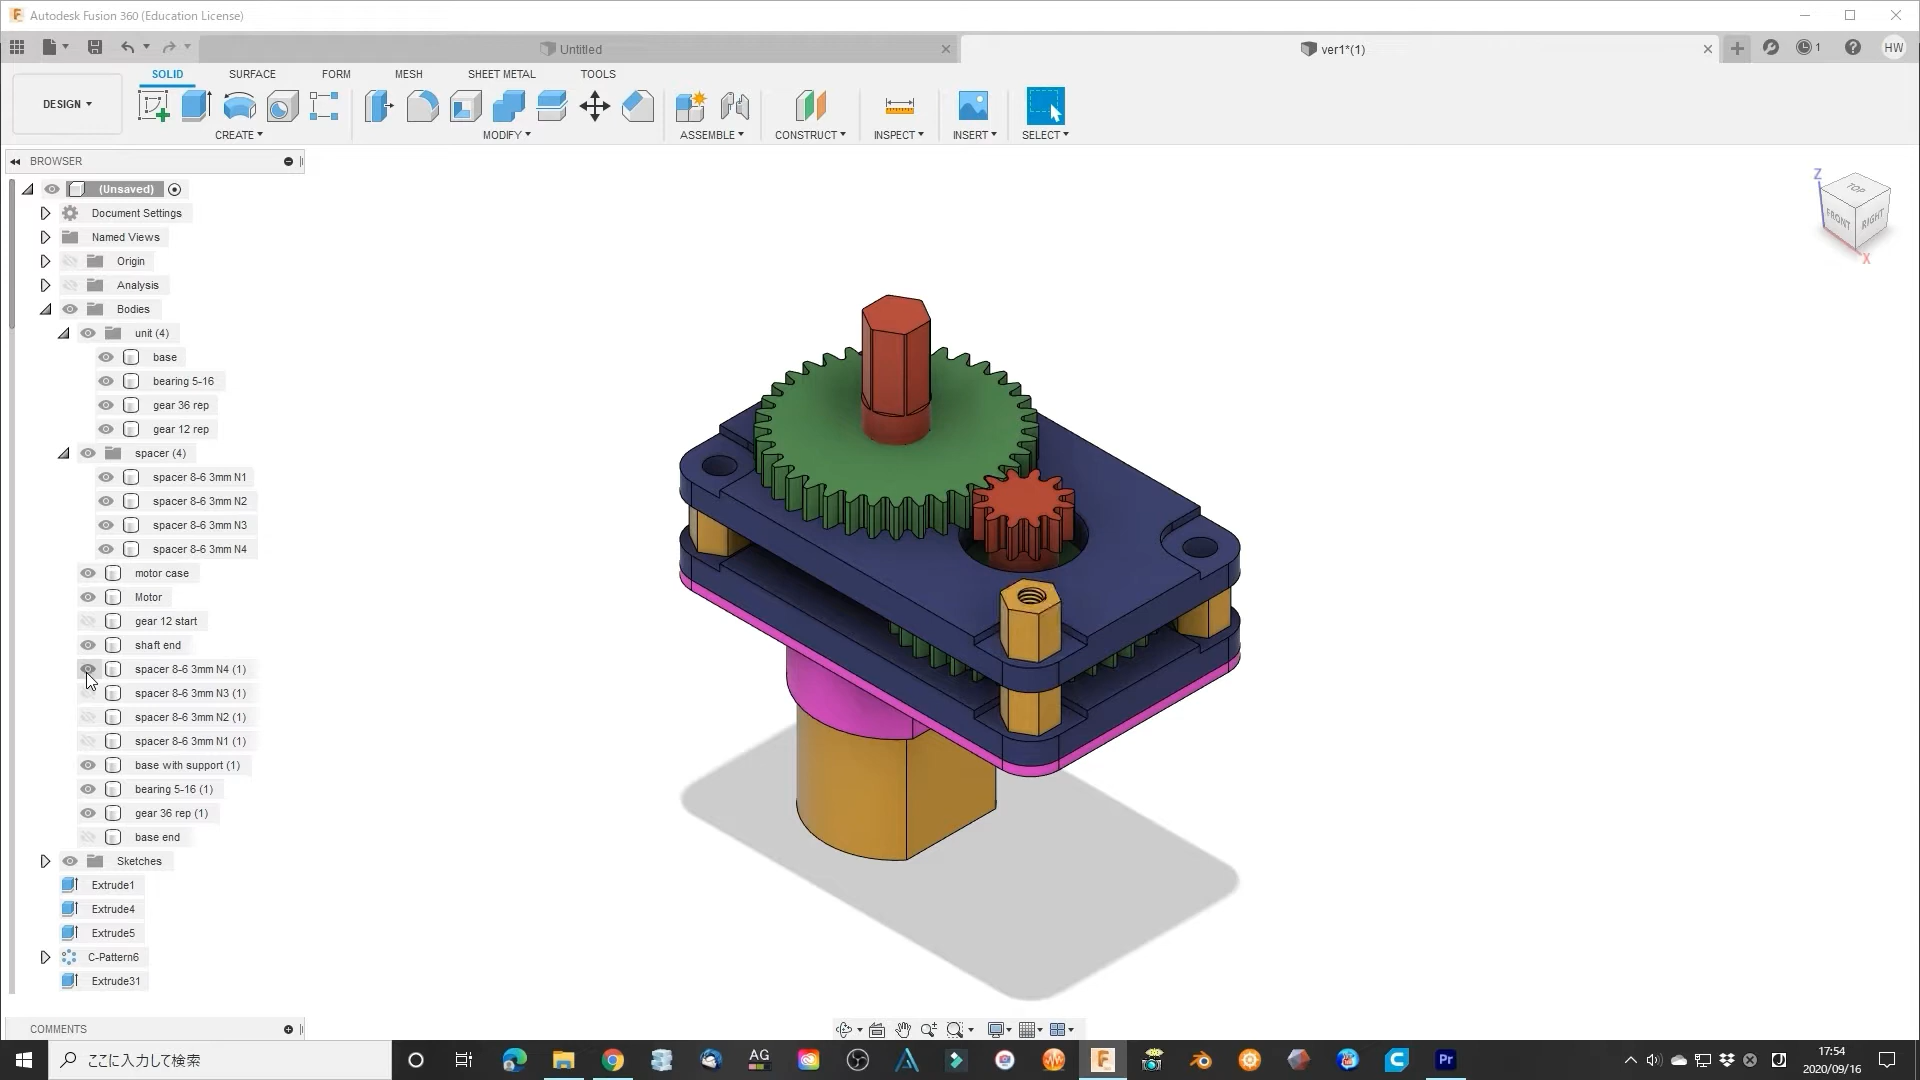 Autodesk Fusion 360 (Education License)
Untitled
ver1*(1)
1
HW
DESIGN
SOLID
SURFACE
FORM
MESH
SHEET METAL
TOOLS
CREATE
MODIFY
ASSEMBLE
CONSTRUCT
INSPECT
INSERT
SELECT
BROWSER
(Unsaved)
Document Settings
Named Views
Origin
Analysis
Bodies
unit (4)
base
bearing 5-16
gear 36 rep
gear 12 rep
spacer (4)
spacer 8-6 3mm N1
spacer 8-6 3mm N2
spacer 8-6 3mm N3
spacer 8-6 3mm N4
motor case
Motor
gear 12 start
shaft end
spacer 8-6 3mm N4 (1)
spacer 8-6 3mm N3 (1)
spacer 8-6 3mm N2 (1)
spacer 8-6 3mm N1 (1)
base with support (1)
bearing 5-16 (1)
gear 36 rep (1)
base end
Sketches
Extrude1
Extrude4
Extrude5
C-Pattern6
Extrude31
Z
TOP
FRONT
RIGHT
X
COMMENTS
ここに入力して検索
AG
F
Pr
17:54
2020/09/16